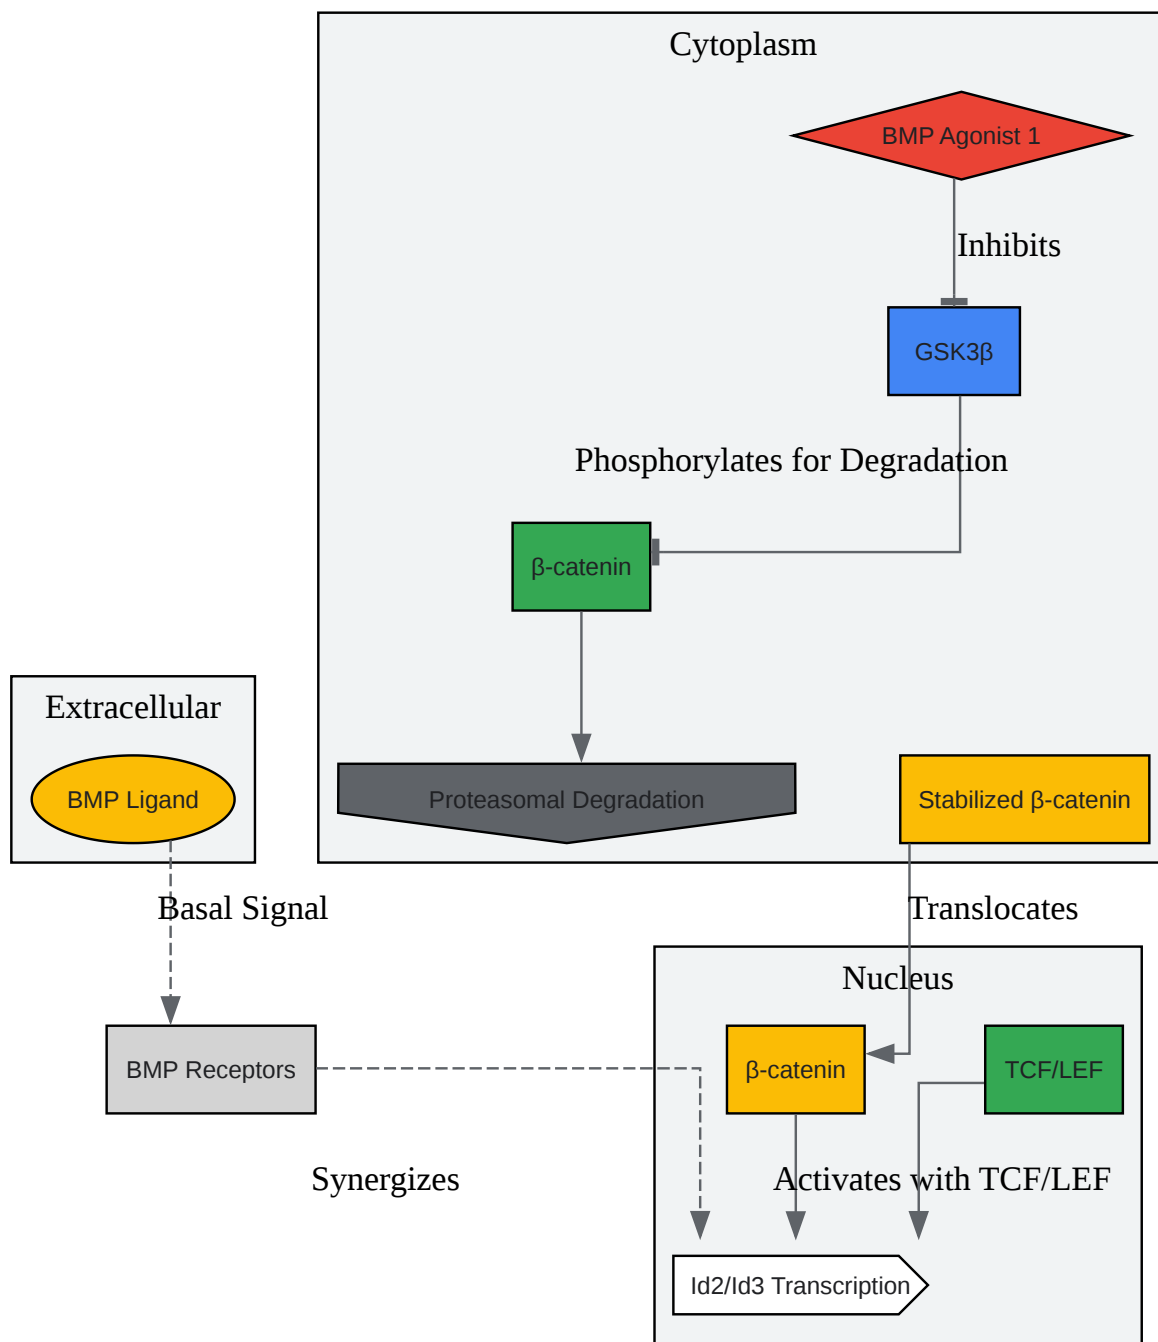 Cytoplasm
BMP Agonist 1
Inhibits
GSK3β
Phosphorylates for Degradation
β-catenin
Extracellular
BMP Ligand
Proteasomal Degradation
Stabilized β-catenin
Basal Signal
Translocates
Nucleus
BMP Receptors
β-catenin
TCF/LEF
Synergizes
Activates with TCF/LEF
Id2/Id3 Transcription